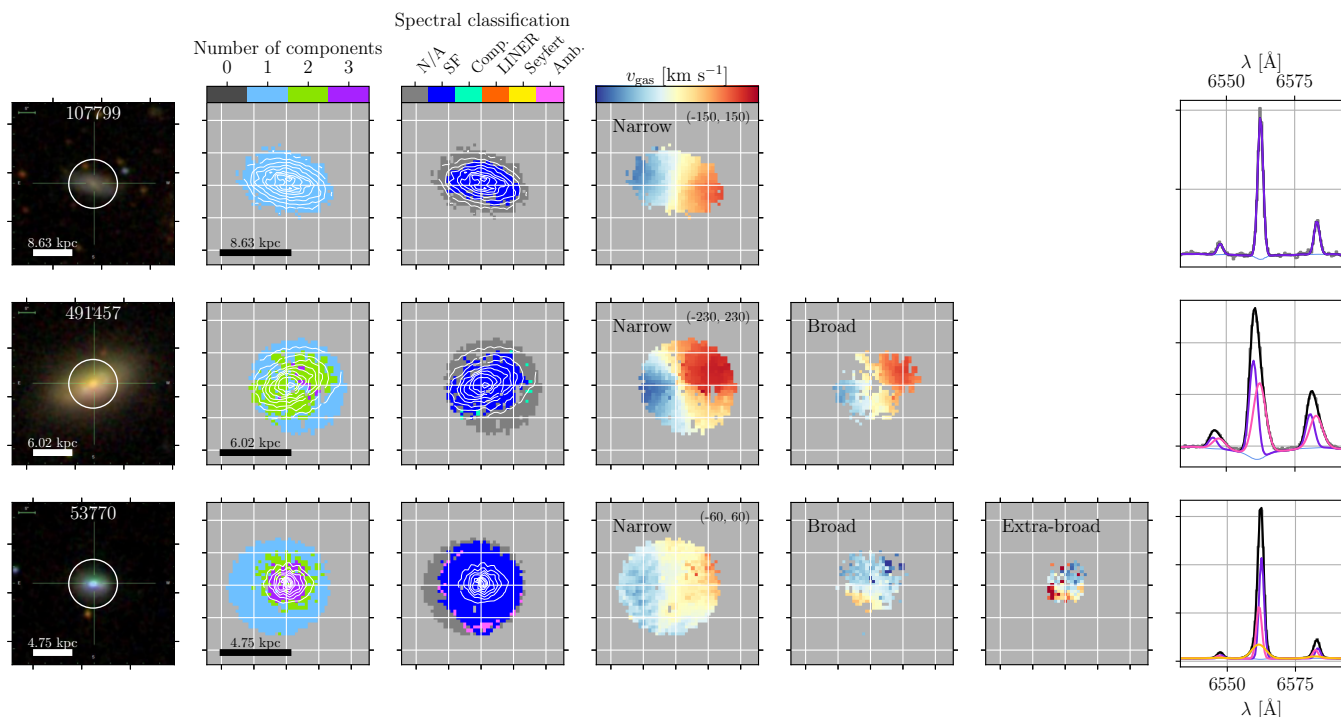 Spectral classification
Number of components
0 1 2 3
N/A SF Comp. LINER Seyfert Amb.
v_gas [km s⁻¹]
λ [Å]
6550 6575
107799
8.63 kpc
8.63 kpc
Narrow
(-150, 150)
491457
6.02 kpc
6.02 kpc
Narrow
(-230, 230)
Broad
53770
4.75 kpc
4.75 kpc
Narrow
(-60, 60)
Broad
Extra-broad
6550 6575
λ [Å]